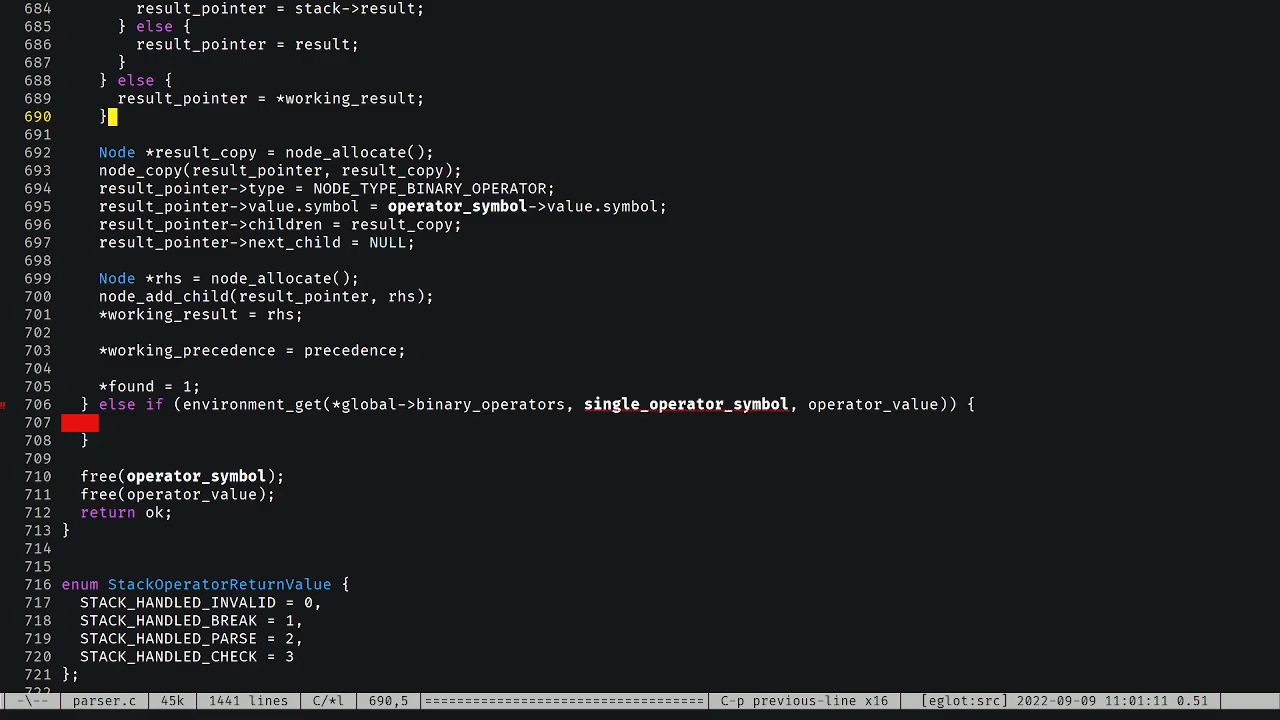 684         result_pointer = stack->result;
685       } else {
686         result_pointer = result;
687       }
688     } else {
689       result_pointer = *working_result;
690     }
691
692     Node *result_copy = node_allocate();
693     node_copy(result_pointer, result_copy);
694     result_pointer->type = NODE_TYPE_BINARY_OPERATOR;
695     result_pointer->value.symbol = operator_symbol->value.symbol;
696     result_pointer->children = result_copy;
697     result_pointer->next_child = NULL;
698
699     Node *rhs = node_allocate();
700     node_add_child(result_pointer, rhs);
701     *working_result = rhs;
702
703     *working_precedence = precedence;
704
705     *found = 1;
706   } else if (environment_get(*global->binary_operators, single_operator_symbol, operator_value)) {
707
708   }
709
710   free(operator_symbol);
711   free(operator_value);
712   return ok;
713 }
714
715
716 enum StackOperatorReturnValue {
717   STACK_HANDLED_INVALID = 0,
718   STACK_HANDLED_BREAK = 1,
719   STACK_HANDLED_PARSE = 2,
720   STACK_HANDLED_CHECK = 3
721 };
722
-\-- parser.c 45k 1441 lines C/*l 690,5 ============================== C-p previous-line x16 [eglot:src] 2022-09-09 11:01:11 0.51